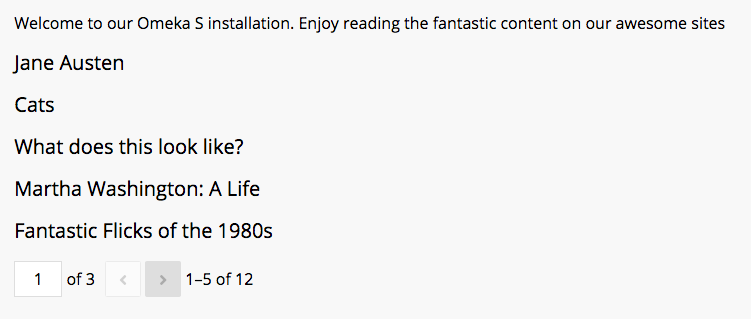 Welcome to our Omeka S installation. Enjoy reading the fantastic content on our awesome sites
Jane Austen
Cats
What does this look like?
Martha Washington: A Life
Fantastic Flicks of the 1980s
1 of 3 < > 1–5 of 12